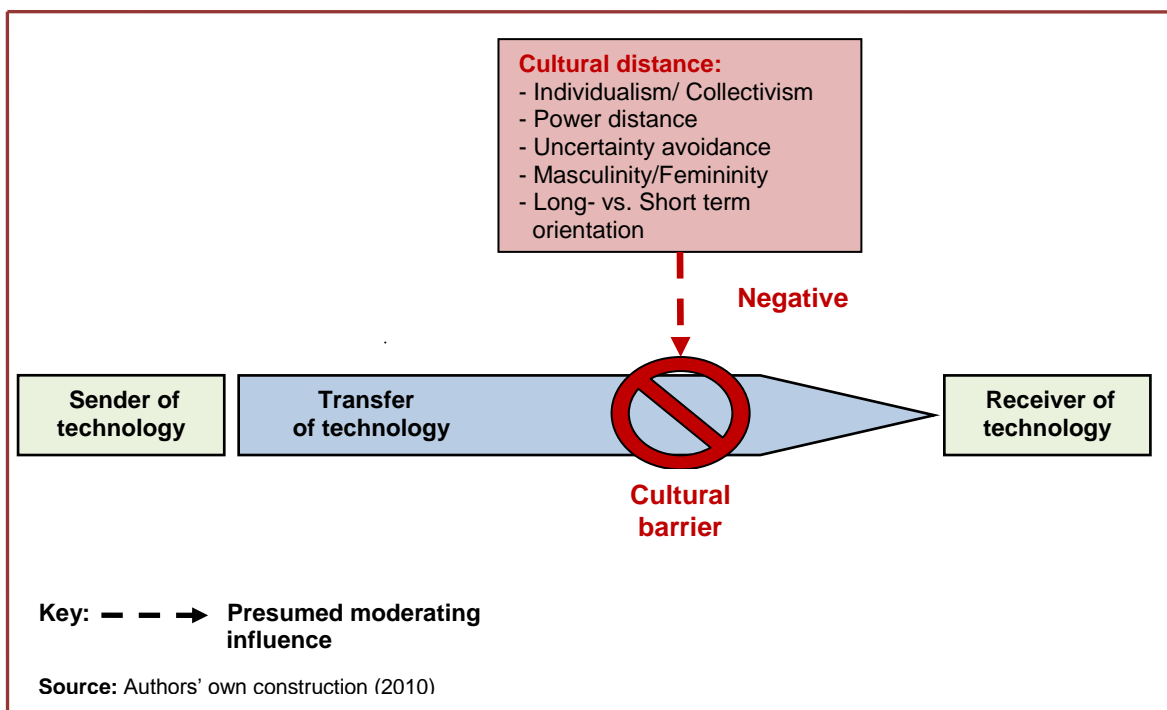 Cultural distance:
- Individualism/ Collectivism
- Power distance
- Uncertainty avoidance
- Masculinity/Femininity
- Long- vs. Short term
orientation
Negative
Sender of
technology
Transfer
of technology
Receiver of
technology
Cultural
barrier
Key:
Presumed moderating
influence
Source: Authors' own construction (2010)